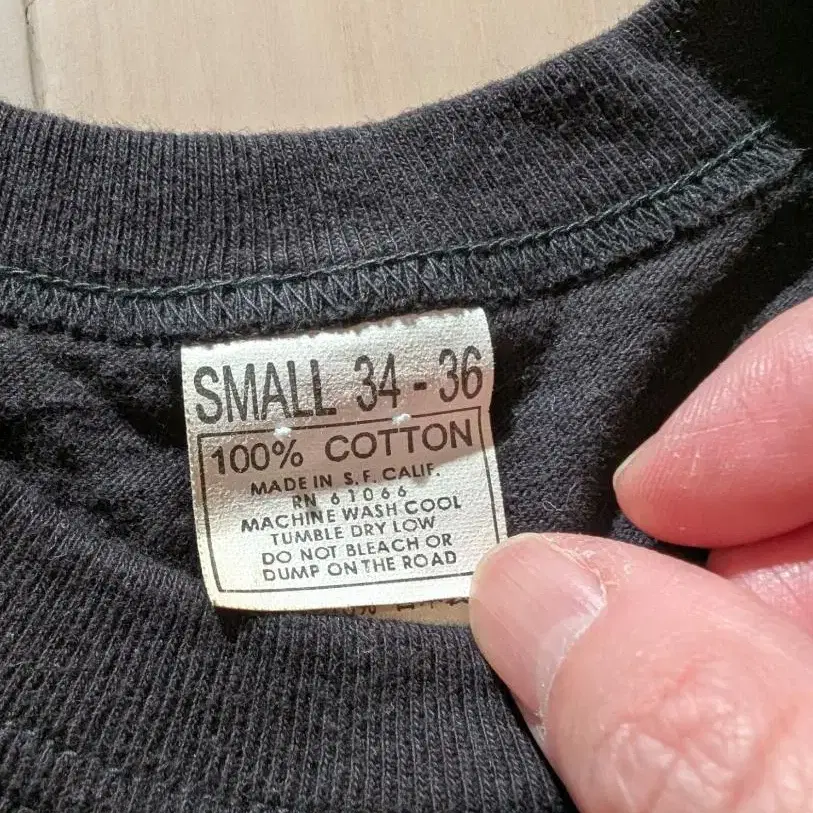 SMALL 34 - 36
100% COTTON
MADE IN S.F. CALIF.
RN 61066
MACHINE WASH COOL
TUMBLE DRY LOW
DO NOT BLEACH OR
DUMP ON THE ROAD